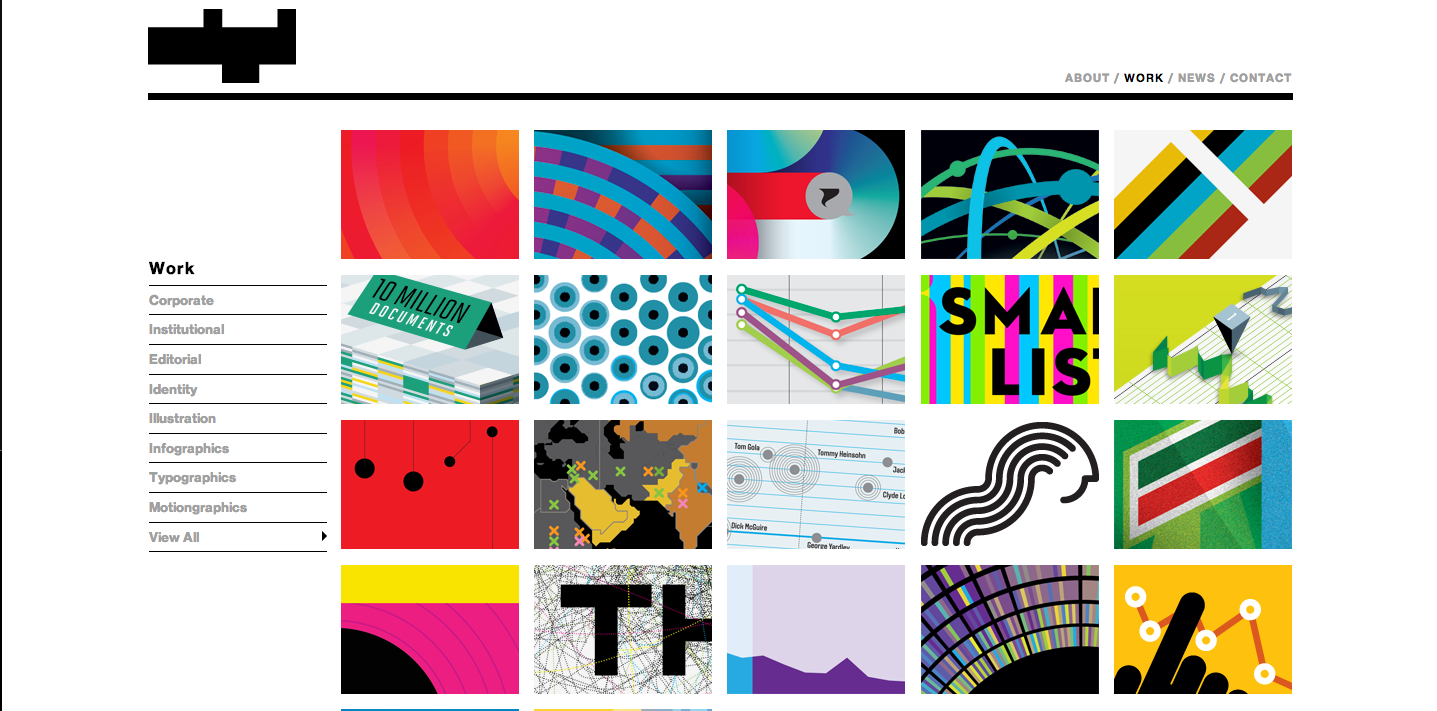 ABOUT / WORK / NEWS / CONTACT
Work
Corporate
Institutional
Editorial
Identity
Illustration
Infographics
Typographics
Motiongraphics
View All
10 MILLION
DOCUMENTS
SMAL
LIST
Bob
Tom Gola
Tommy Heinsohn
Jack
Clyde Lo
Dick McGuire
George Yardley
TH